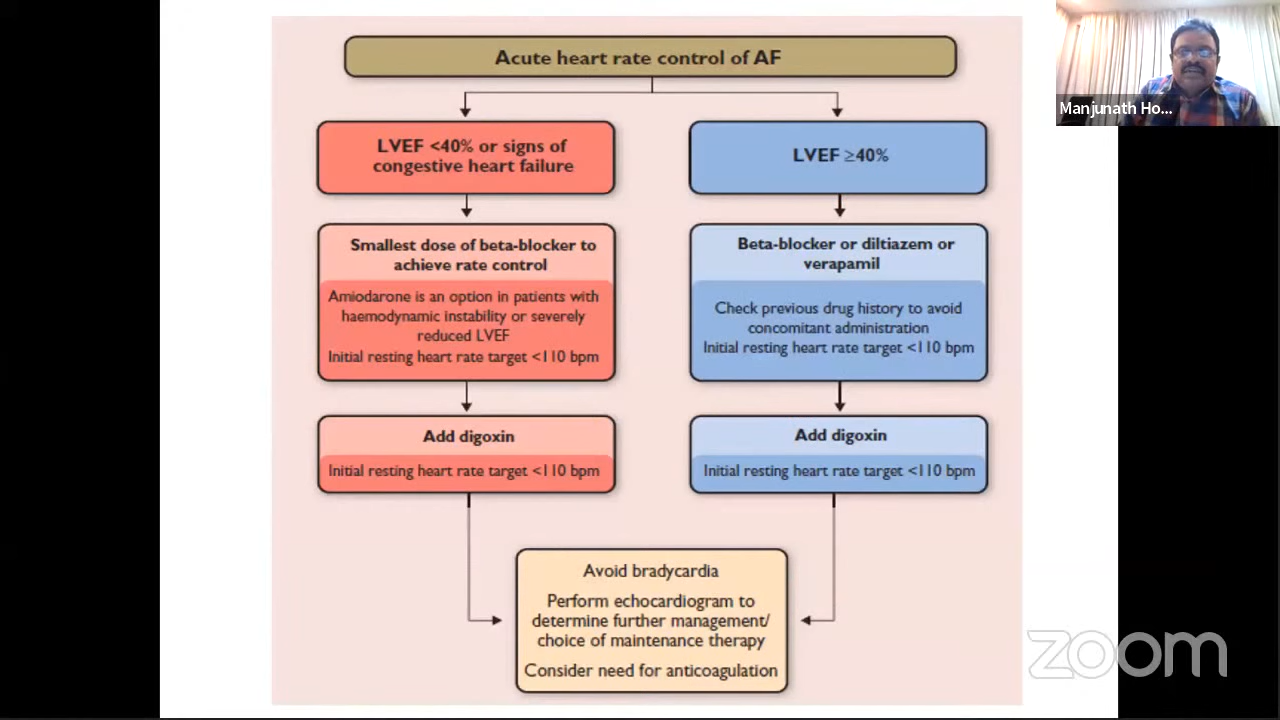 Acute heart rate control of AF
LVEF <40% or signs of
congestive heart failure
LVEF ≥40%
Smallest dose of beta-blocker to
achieve rate control
Amiodarone is an option in patients with
haemodynamic instability or severely
reduced LVEF
Initial resting heart rate target <110 bpm
Beta-blocker or diltiazem or
verapamil
Check previous drug history to avoid
concomitant administration
Initial resting heart rate target <110 bpm
Add digoxin
Initial resting heart rate target <110 bpm
Add digoxin
Initial resting heart rate target <110 bpm
Avoid bradycardia
Perform echocardiogram to
determine further management/
choice of maintenance therapy
Consider need for anticoagulation
Manjunath Ho...
zoom